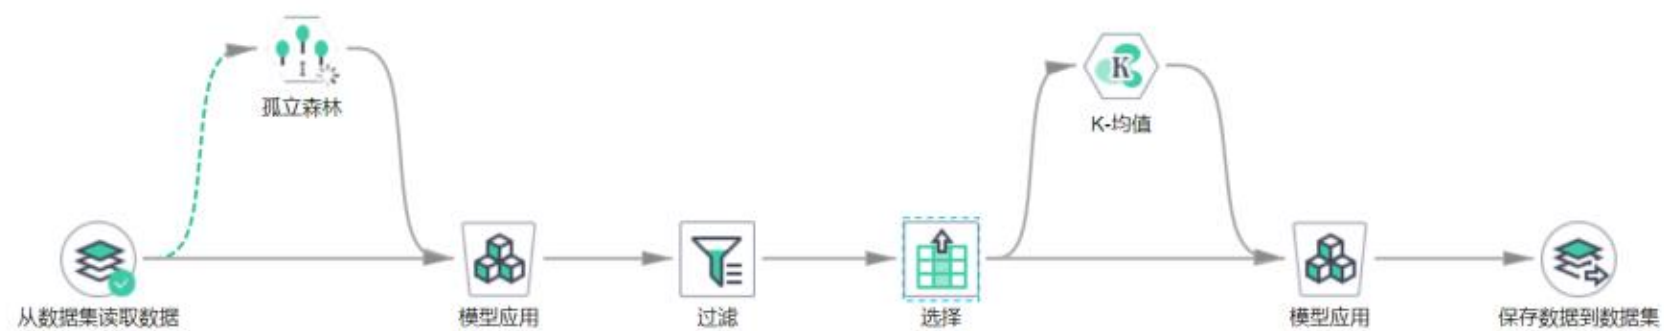 孤立森林
K-均值
从数据集读取数据
模型应用
过滤
选择
模型应用
保存数据到数据集